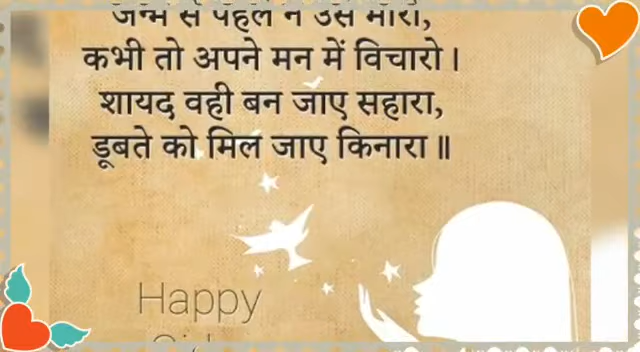 जन्म से पहले न उसे मारो,
कभी तो अपने मन में विचारो।
शायद वही बन जाए सहारा,
डूबते को मिल जाए किनारा॥
Happy